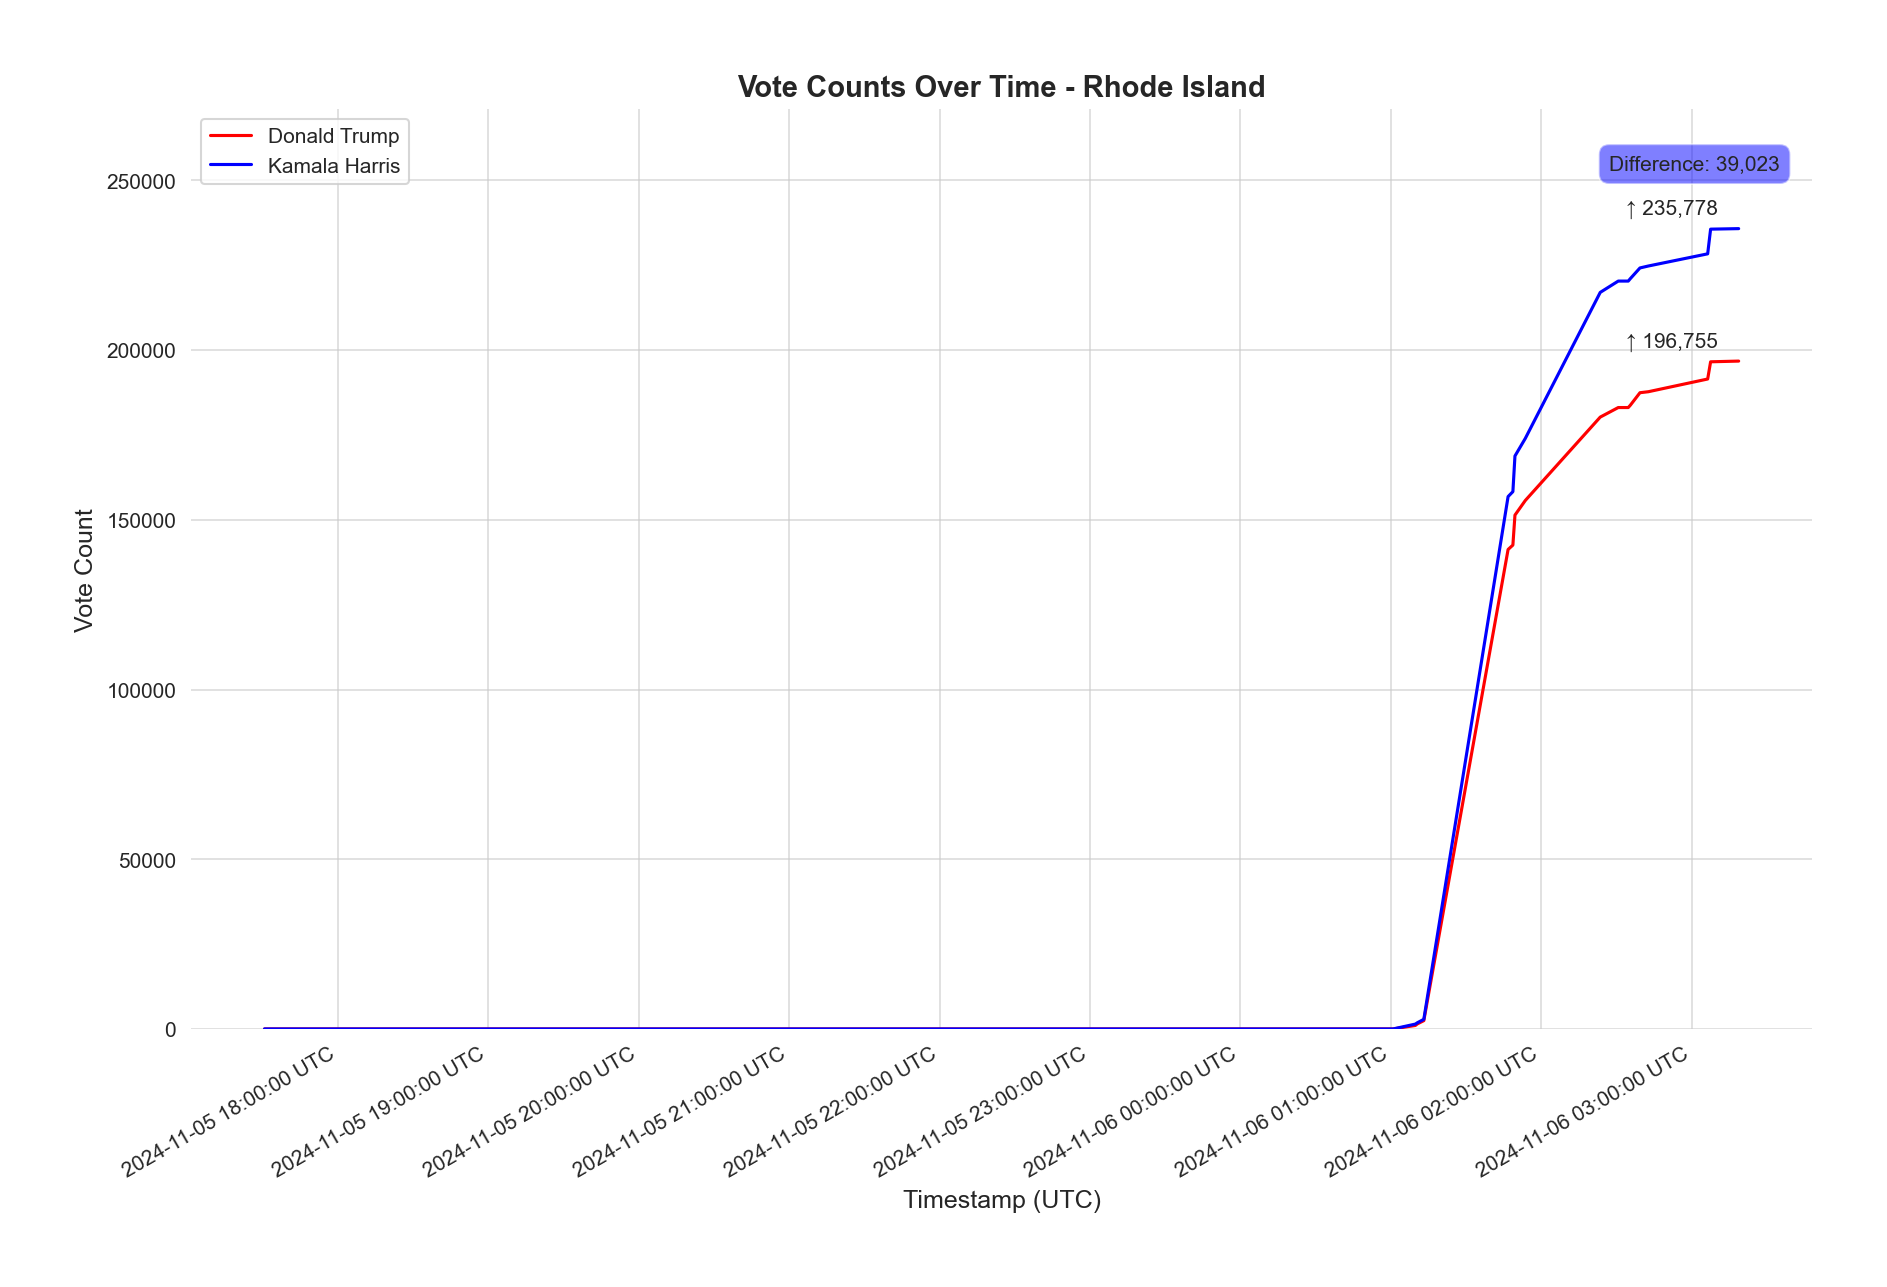 Vote Counts Over Time - Rhode Island
Donald Trump
Kamala Harris
Difference: 39,023
↑ 235,778
↑ 196,755
250000
200000
150000
100000
50000
0
Vote Count
2024-11-05 18:00:00 UTC
2024-11-05 19:00:00 UTC
2024-11-05 20:00:00 UTC
2024-11-05 21:00:00 UTC
2024-11-05 22:00:00 UTC
2024-11-05 23:00:00 UTC
2024-11-06 00:00:00 UTC
2024-11-06 01:00:00 UTC
2024-11-06 02:00:00 UTC
2024-11-06 03:00:00 UTC
Timestamp (UTC)